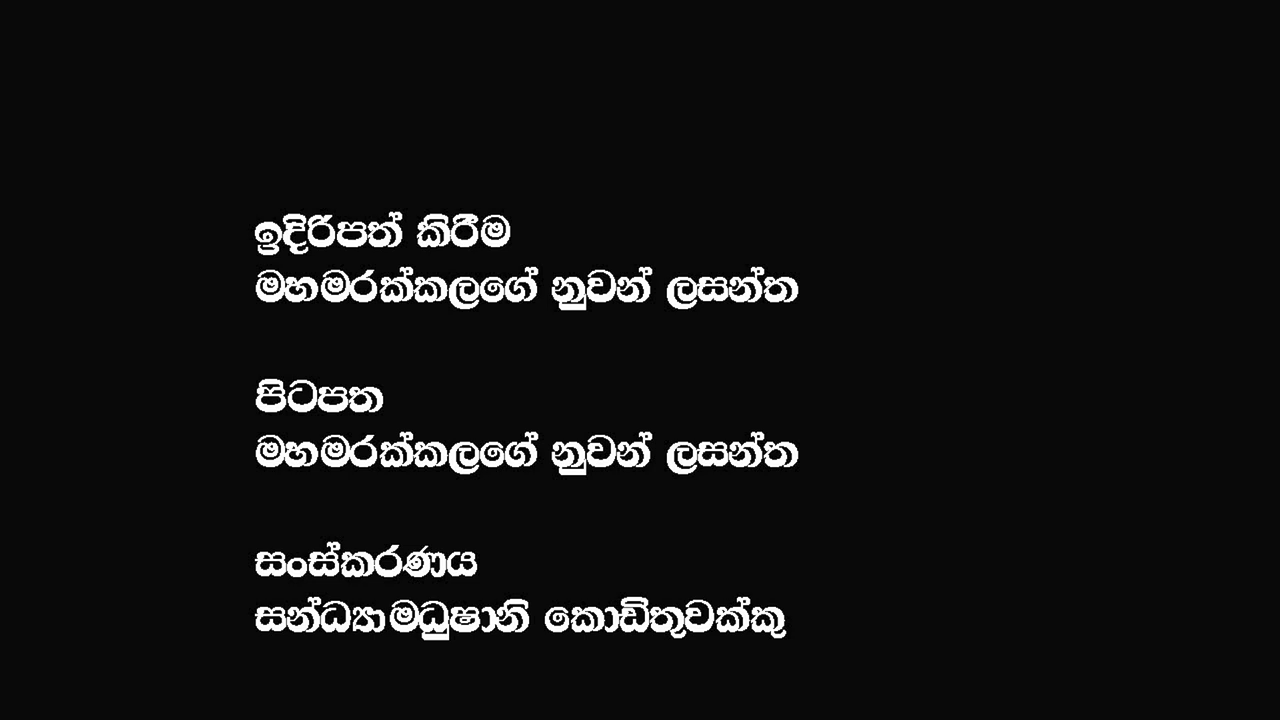 ඉදිරිපත් කිරීම
මහමරක්කලගේ නුවන් ලසන්ත
පිටපත
මහමරක්කලගේ නුවන් ලසන්ත
සංස්කරණය
සන්ධ්‍යාමධුෂානි කොඩිතුවක්කු